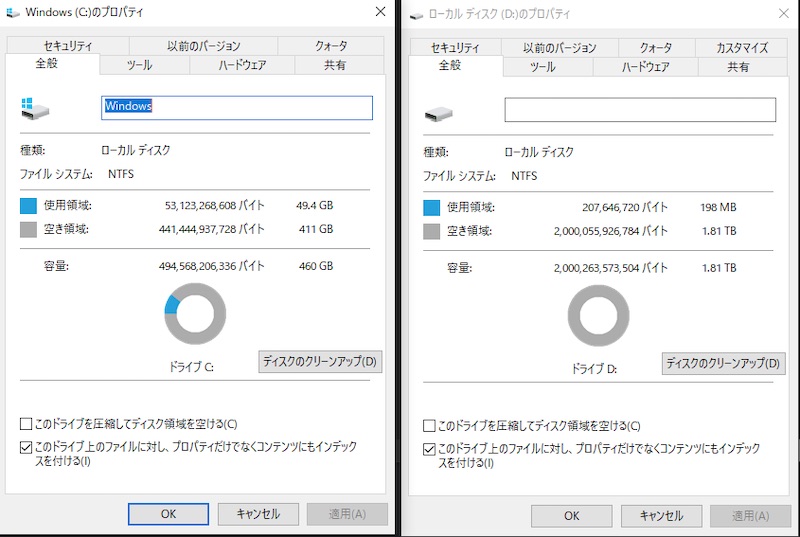 Windows (C:)のプロパティ
セキュリティ 以前のバージョン クォータ
全般 ツール ハードウェア 共有
Windows
種類: ローカル ディスク
ファイル システム: NTFS
使用領域: 53,123,268,608 バイト 49.4 GB
空き領域: 441,444,937,728 バイト 411 GB
容量: 494,568,206,336 バイト 460 GB
ドライブ C:
ディスクのクリーンアップ(D)
このドライブを圧縮してディスク領域を空ける(C)
このドライブ上のファイルに対し、プロパティだけでなくコンテンツにもインデック
スを付ける(I)
OK キャンセル 適用(A)
ローカル ディスク (D:)のプロパティ
セキュリティ 以前のバージョン クォータ カスタマイズ
全般 ツール ハードウェア 共有
種類: ローカル ディスク
ファイル システム: NTFS
使用領域: 207,646,720 バイト 198 MB
空き領域: 2,000,055,926,784 バイト 1.81 TB
容量: 2,000,263,573,504 バイト 1.81 TB
ドライブ D:
ディスクのクリーンアップ(D)
このドライブを圧縮してディスク領域を空ける(C)
このドライブ上のファイルに対し、プロパティだけでなくコンテンツにもインデック
スを付ける(I)
OK キャンセル 適用(A)